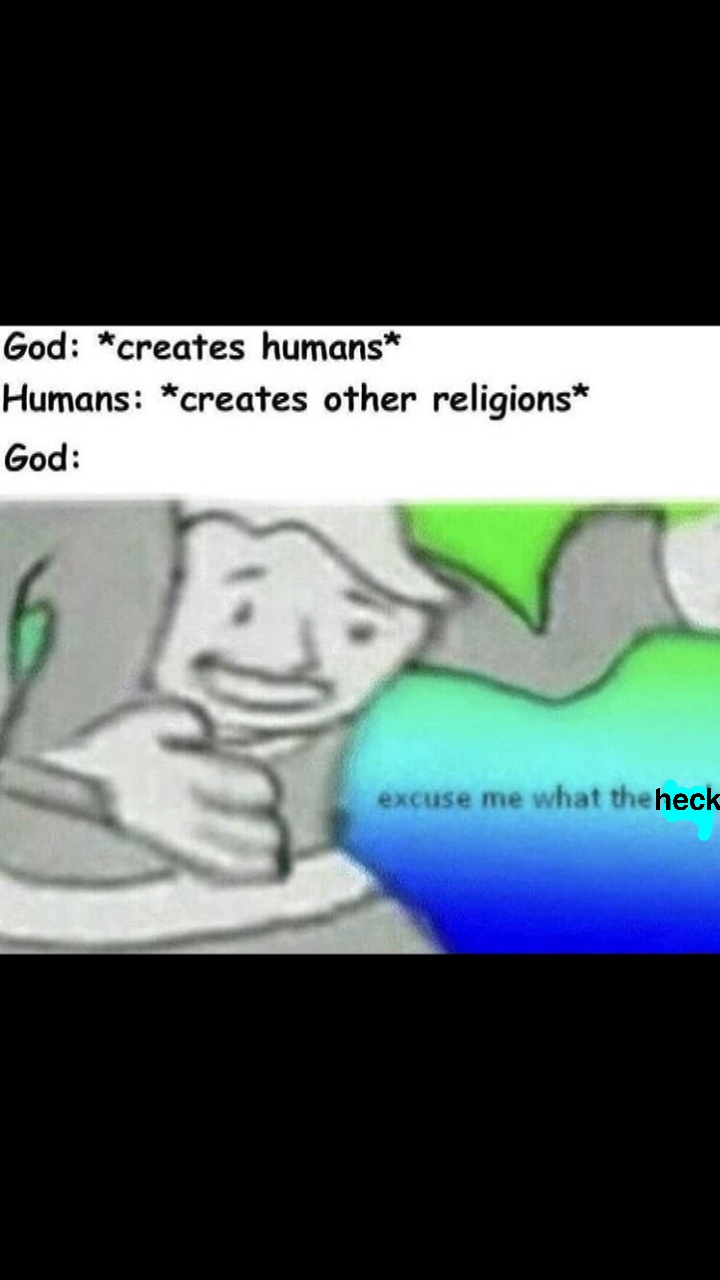 God: *creates humans*
Humans: *creates other religions*
God:
excuse me what the heck